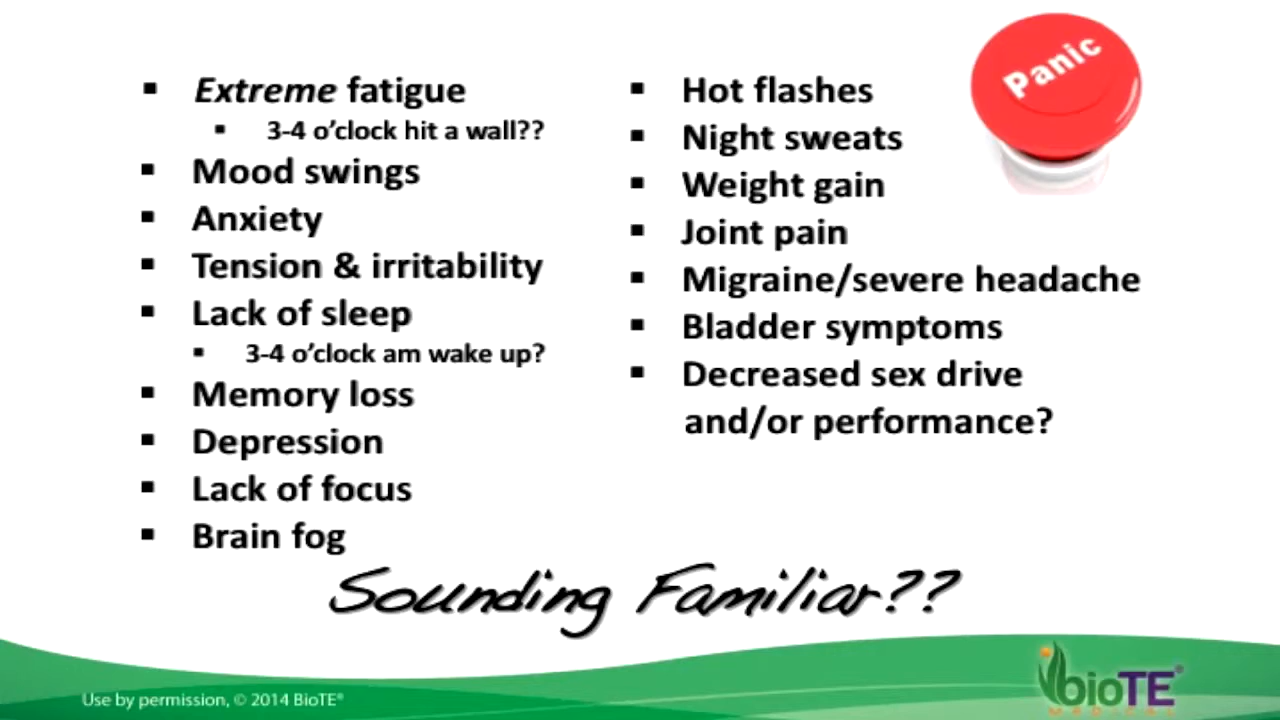 Panic
Extreme fatigue
3-4 o’clock hit a wall??
Mood swings
Anxiety
Tension & irritability
Lack of sleep
3-4 o’clock am wake up?
Memory loss
Depression
Lack of focus
Brain fog
Hot flashes
Night sweats
Weight gain
Joint pain
Migraine/severe headache
Bladder symptoms
Decreased sex drive
and/or performance?
Sounding Familiar??
Use by permission, © 2014 BioTE®
bioTE®
MEDICAL